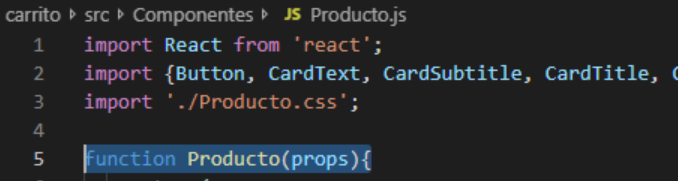 carrito src Componentes JS Producto.js
1 import React from 'react';
2 import {Button, CardText, CardSubtitle, CardTitle,
3 import './Producto.css';
4
5 function Producto(props){